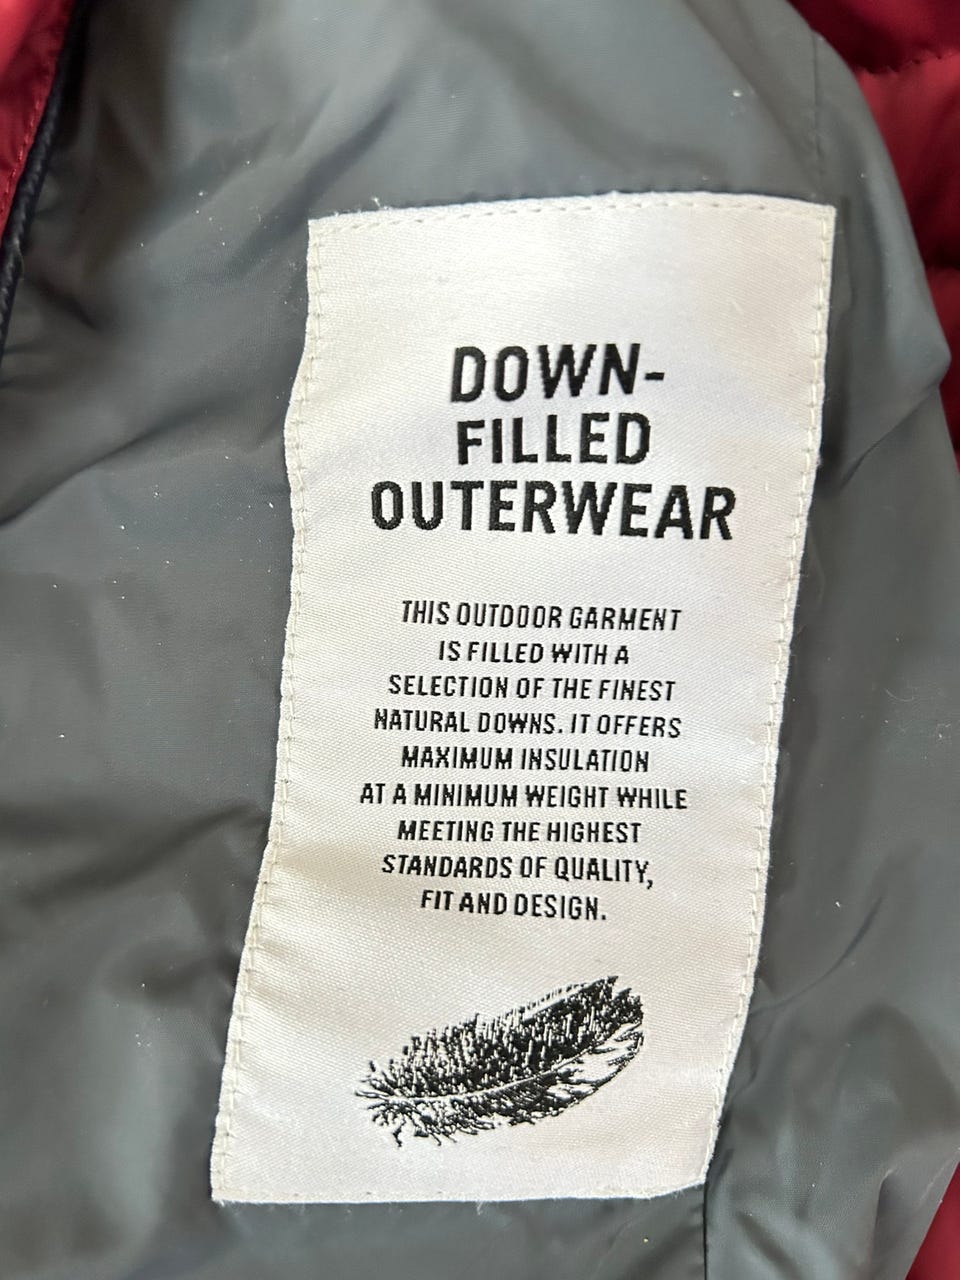 DOWN-
FILLED
OUTERWEAR
THIS OUTDOOR GARMENT
IS FILLED WITH A
SELECTION OF THE FINEST
NATURAL DOWNS. IT OFFERS
MAXIMUM INSULATION
AT A MINIMUM WEIGHT WHILE
MEETING THE HIGHEST
STANDARDS OF QUALITY,
FIT AND DESIGN.